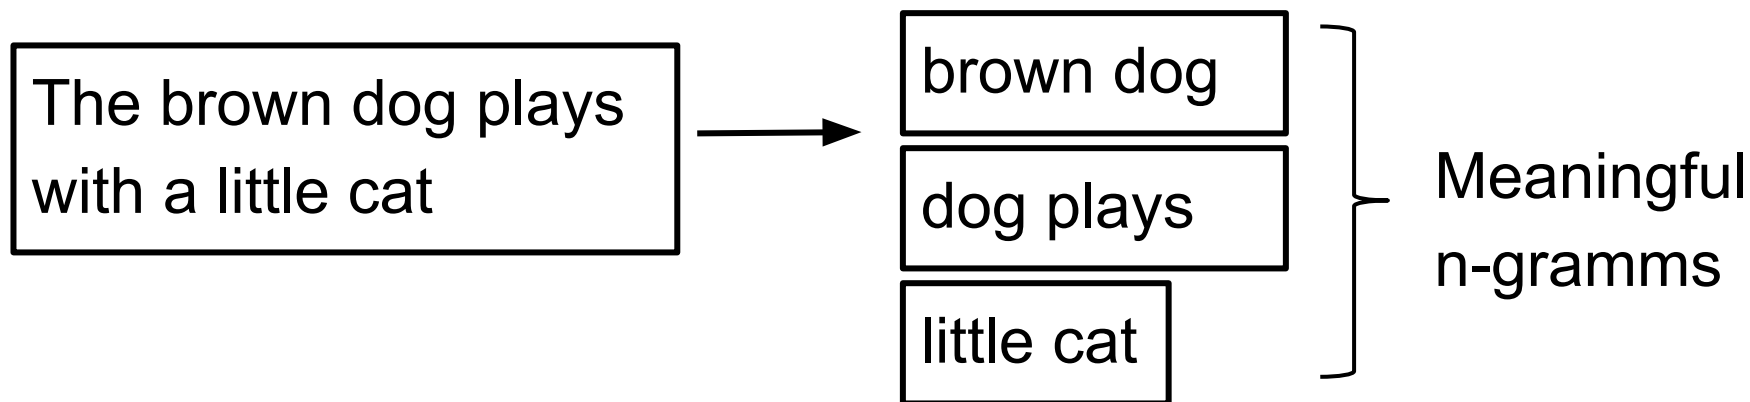 The brown dog plays
with a little cat
brown dog
dog plays
little cat
Meaningful
n-gramms